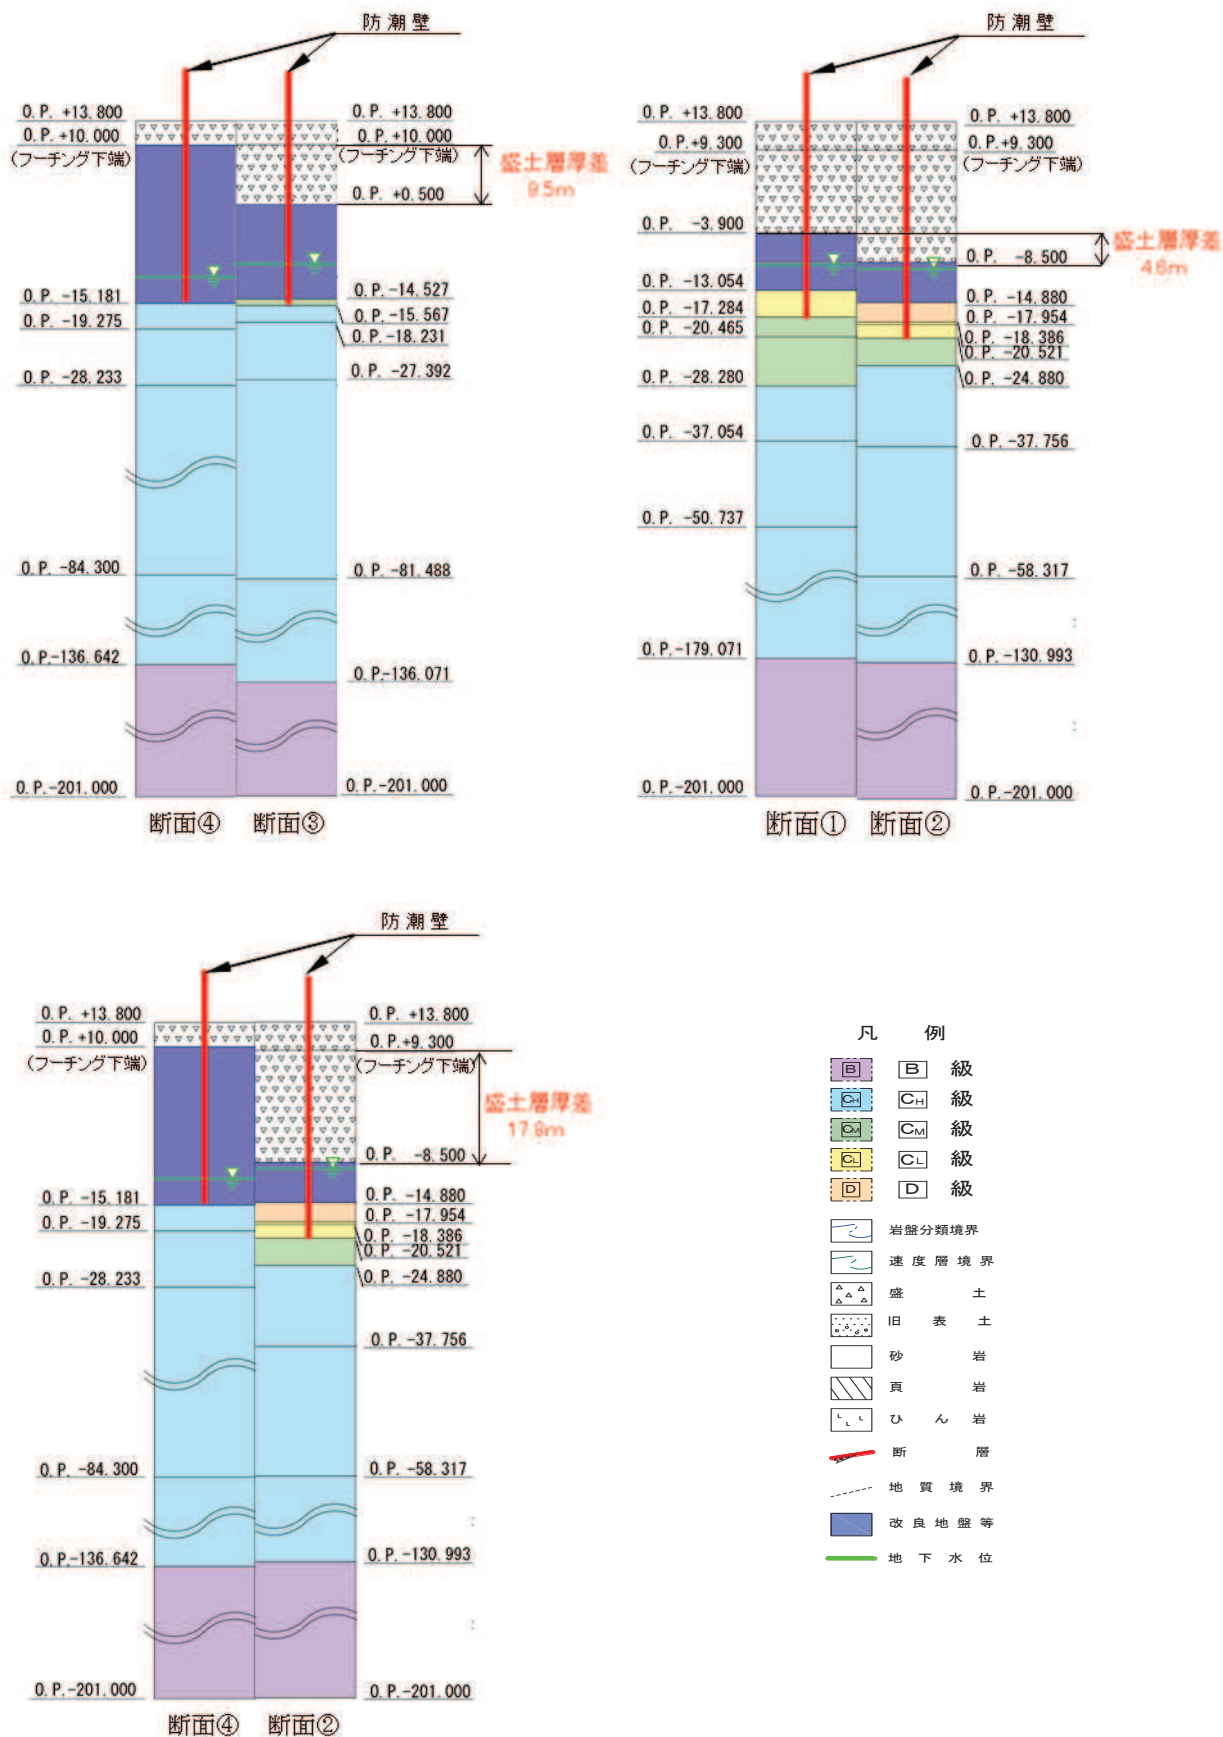 防潮壁
O.P. +13.800
O.P. +10.000
(フーチング下端)
O.P. -15.181
O.P. -19.275
O.P. -28.233
O.P. -84.300
O.P.-136.642
O.P.-201.000
O.P. +13.800
O.P. +10.000
(フーチング下端)
O.P. +0.500
O.P. -14.527
O.P. -15.567
O.P. -18.231
O.P. -27.392
O.P. -81.488
O.P.-136.071
O.P.-201.000
盛土層厚差
9.5m
断面④ 断面③
防潮壁
O.P. +13.800
O.P.+9.300
(フーチング下端)
O.P. -3.900
O.P. -13.054
O.P. -17.284
O.P. -20.465
O.P. -28.280
O.P. -37.054
O.P. -50.737
O.P.-179.071
O.P.-201.000
O.P. +13.800
O.P.+9.300
(フーチング下端)
O.P. -8.500
O.P. -14.880
O.P. -17.954
O.P. -18.386
O.P. -20.521
O.P. -24.880
O.P. -37.756
O.P. -58.317
O.P.-130.993
O.P.-201.000
盛土層厚差
4.6m
断面① 断面②
防潮壁
O.P. +13.800
O.P. +10.000
(フーチング下端)
O.P. -15.181
O.P. -19.275
O.P. -28.233
O.P. -84.300
O.P.-136.642
O.P.-201.000
O.P. +13.800
O.P.+9.300
(フーチング下端)
O.P. -8.500
O.P. -14.880
O.P. -17.954
O.P. -18.386
O.P. -20.521
O.P. -24.880
O.P. -37.756
O.P. -58.317
O.P.-130.993
O.P.-201.000
盛土層厚差
17.8m
断面④ 断面②
凡 例
B B 級
CH CH 級
CM CM 級
CL CL 級
D D 級
岩盤分類境界
速度層境界
盛土
旧表土
砂岩
頁岩
ひん岩
断層
地質境界
改良地盤等
地下水位